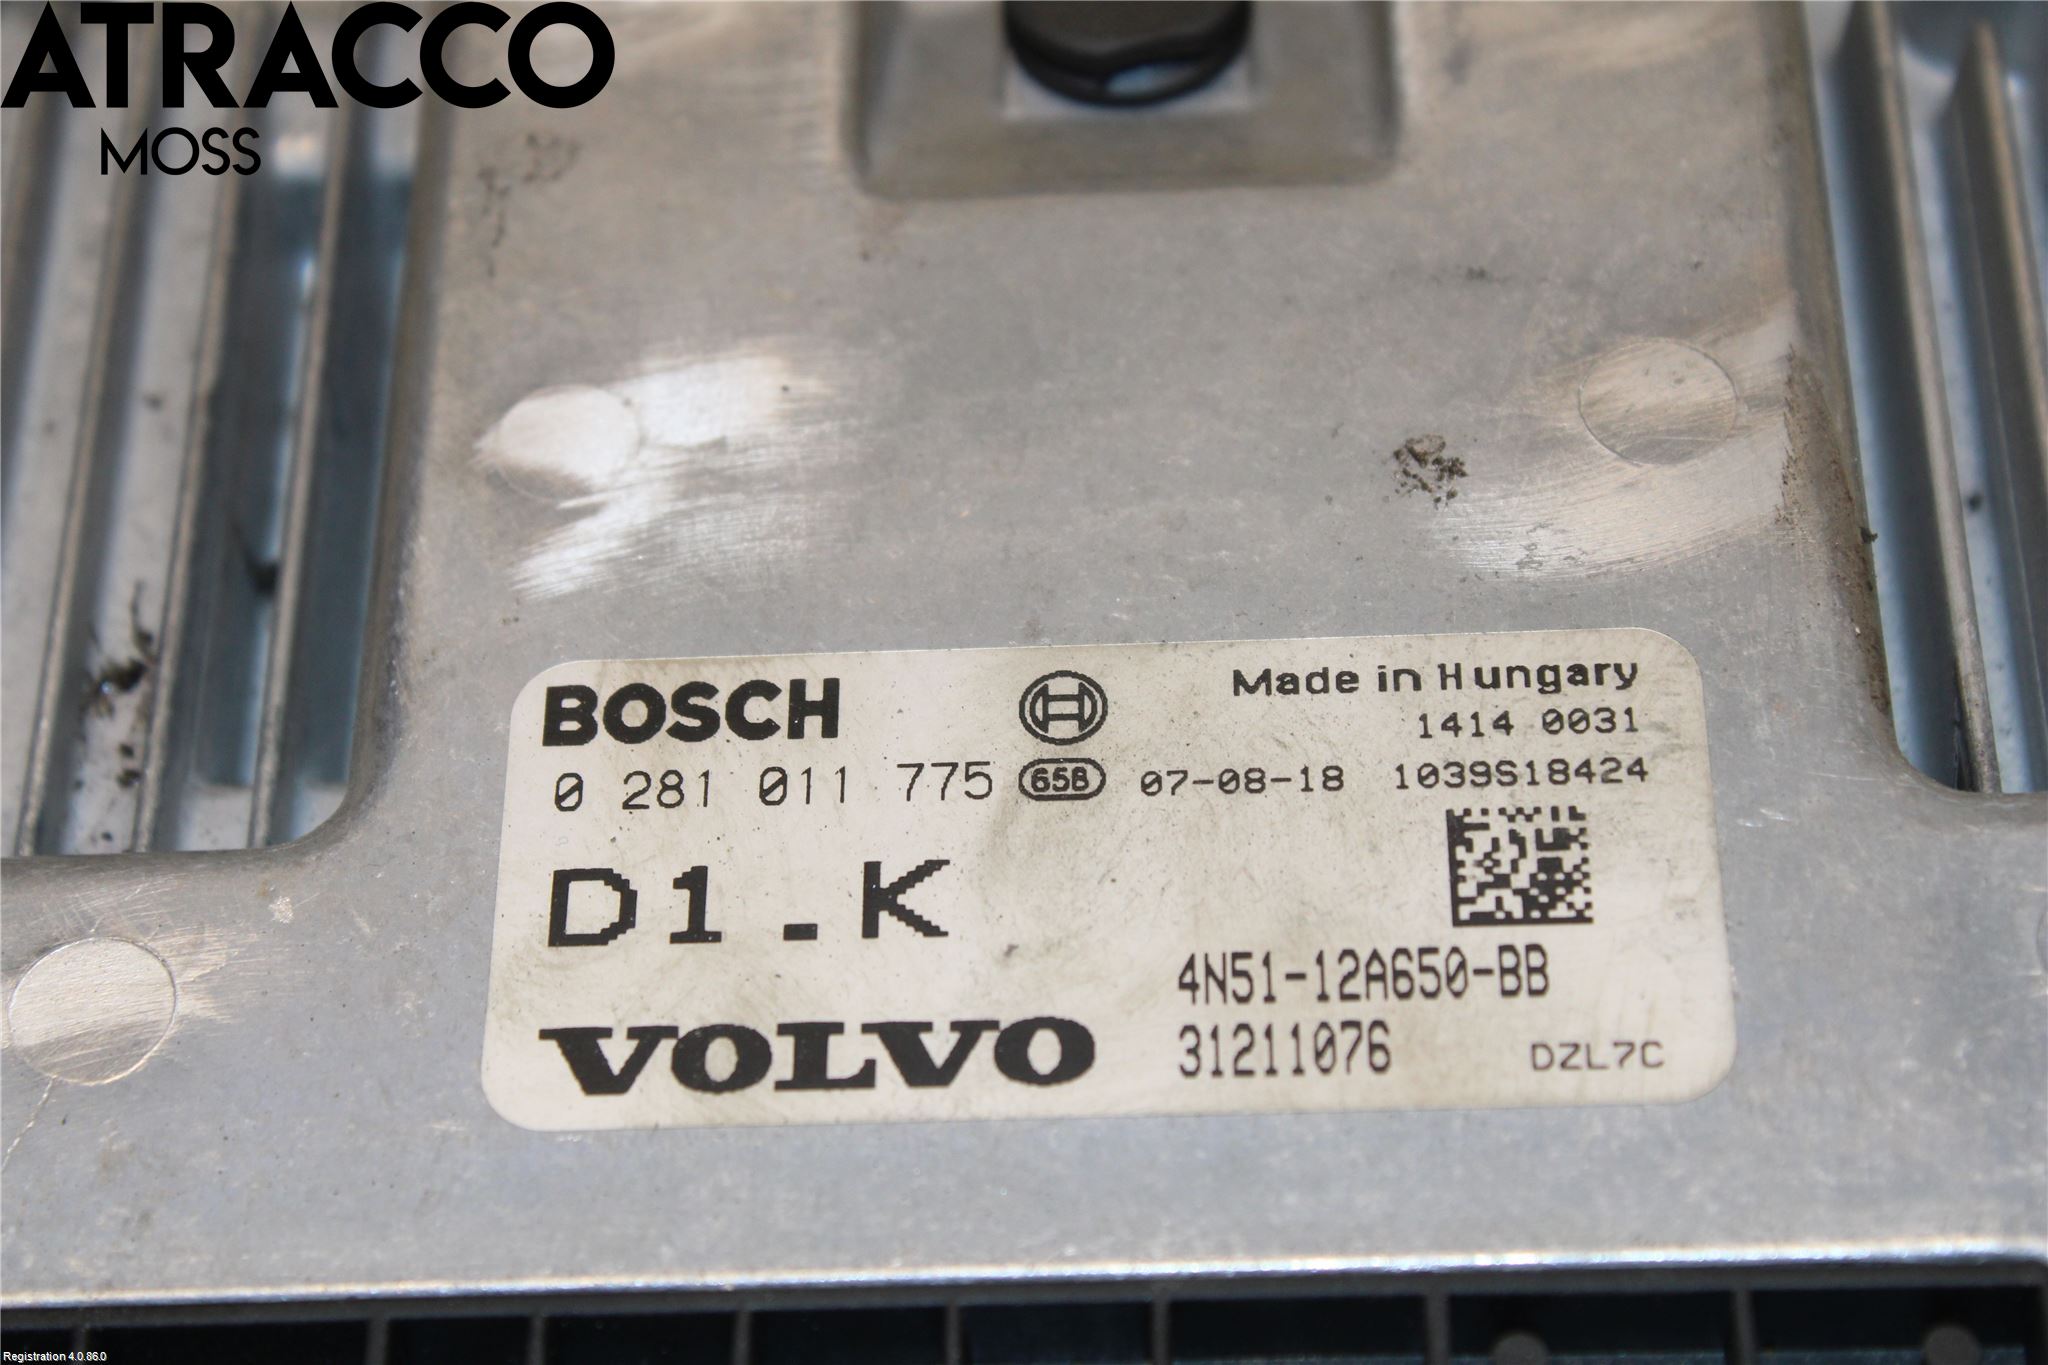 ATRACCO
MOSS
BOSCH
Made in Hungary
1414 0031
0 281 011 775 658 07-08-18 1039S18424
D1.K
4N51-12A650-BB
VOLVO 31211076 DZL7C
Registration 4.0.86.0